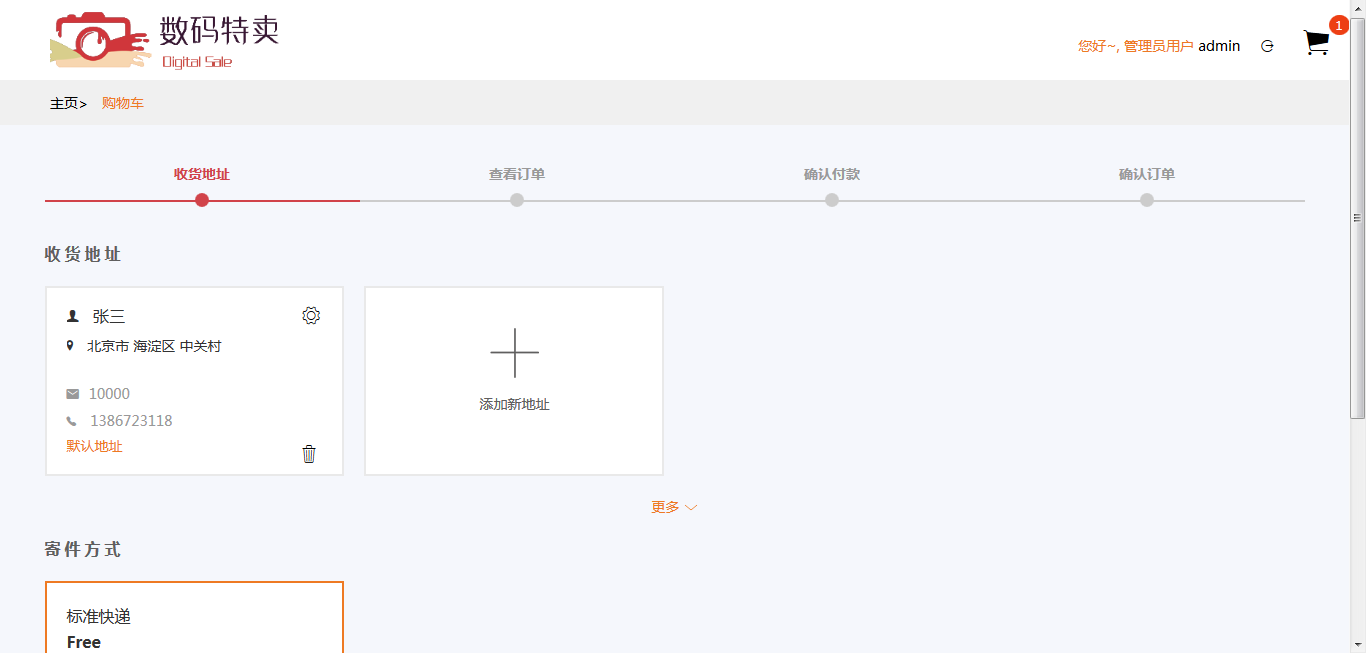 数码特卖
Digital Sale
您好~, 管理员用户 admin
1
主页> 购物车
收货地址 查看订单 确认付款 确认订单
收货地址
张三
北京市 海淀区 中关村
10000
1386723118
默认地址
添加新地址
更多
寄件方式
标准快递
Free